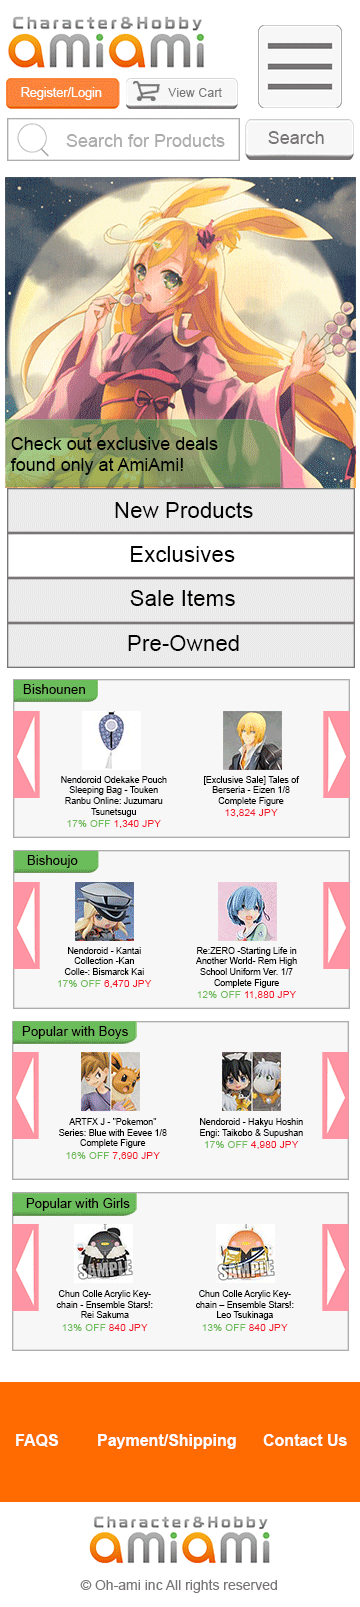 Character&Hobby
amiami
Register/Login
View Cart
Search for Products
Search
Check out exclusive deals
found only at AmiAmi!
New Products
Exclusives
Sale Items
Pre-Owned
Bishounen
Nendoroid Odekake Pouch
Sleeping Bag - Touken
Ranbu Online: Juzumaru
Tsunetsugu
17% OFF 1,340 JPY
[Exclusive Sale] Tales of
Berseria - Eizen 1/8
Complete Figure
13,824 JPY
Bishoujo
Nendoroid - Kantai
Collection -Kan
Colle-: Bismarck Kai
17% OFF 6,470 JPY
Re:ZERO -Starting Life in
Another World- Rem High
School Uniform Ver. 1/7
Complete Figure
12% OFF 11,880 JPY
Popular with Boys
ARTFX J - "Pokemon"
Series: Blue with Eevee 1/8
Complete Figure
16% OFF 7,690 JPY
Nendoroid - Hakyu Hoshin
Engi: Taikobo & Supushan
17% OFF 4,980 JPY
Popular with Girls
SAMPLE
Chun Colle Acrylic Key-
chain - Ensemble Stars!:
Rei Sakuma
13% OFF 840 JPY
SAMPLE
Chun Colle Acrylic Key-
chain – Ensemble Stars!:
Leo Tsukinaga
13% OFF 840 JPY
FAQS
Payment/Shipping
Contact Us
Character&Hobby
amiami
© Oh-ami inc All rights reserved